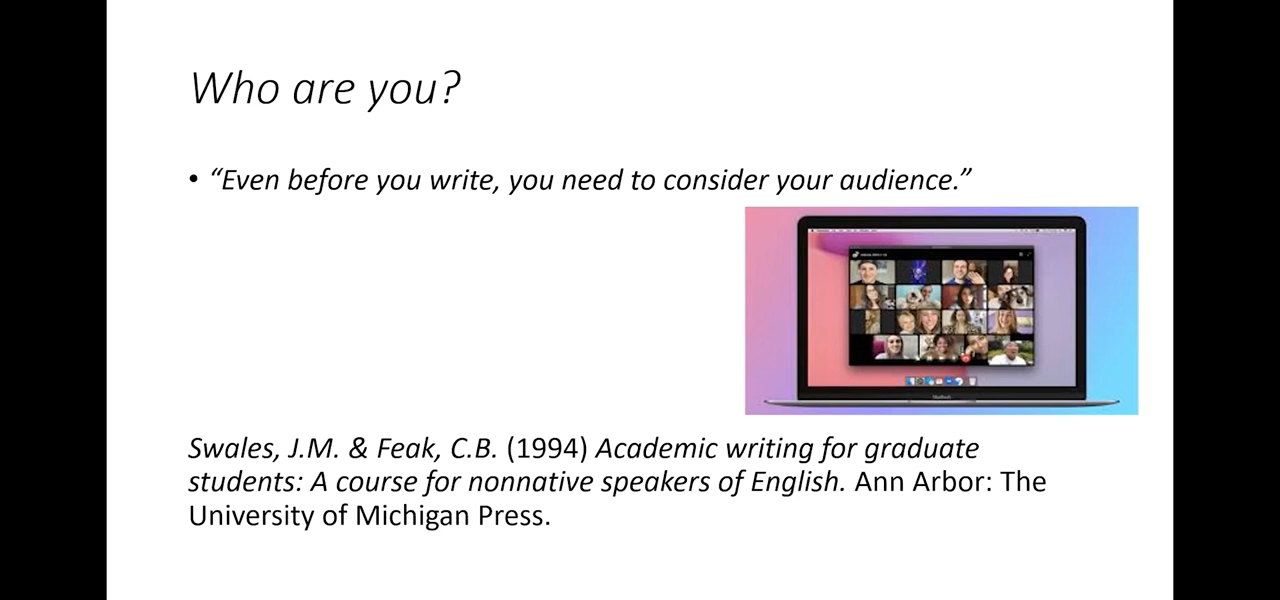 Who are you?
• “Even before you write, you need to consider your audience.”
Swales, J.M. & Feak, C.B. (1994) Academic writing for graduate
students: A course for nonnative speakers of English. Ann Arbor: The
University of Michigan Press.